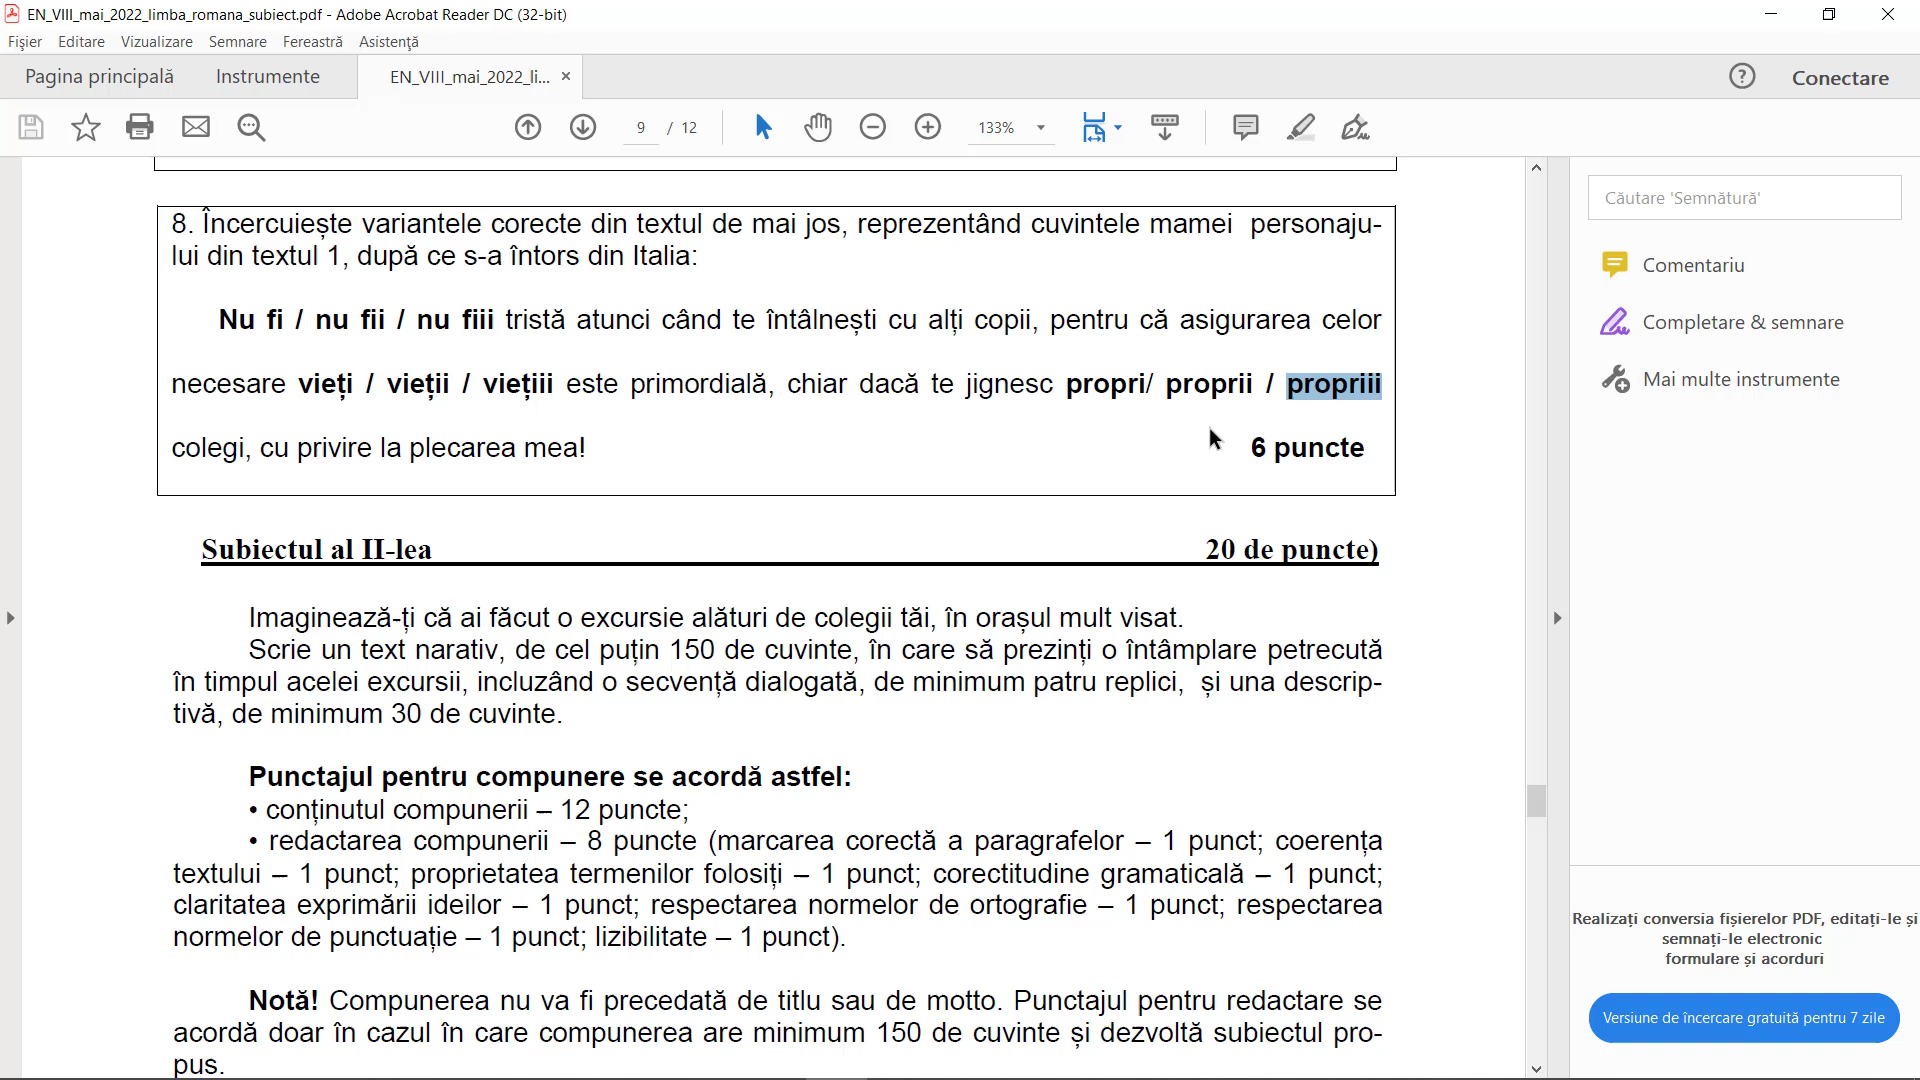 EN_VIII_mai_2022_limba_romana_subiect.pdf - Adobe Acrobat Reader DC (32-bit)
Fișier Editare Vizualizare Semnare Fereastră Asistență
Pagina principală Instrumente EN_VIII_mai_2022_li... × Conectare
9 / 12 133%
8. Încercuiește variantele corecte din textul de mai jos, reprezentând cuvintele mamei personaju-
lui din textul 1, după ce s-a întors din Italia:
Nu fi / nu fii / nu fiii tristă atunci când te întâlnești cu alți copii, pentru că asigurarea celor
necesare vieți / vieții / viețiii este primordială, chiar dacă te jignesc propri/ proprii / propriii
colegi, cu privire la plecarea mea! 6 puncte
Subiectul al II-lea 20 de puncte)
Imaginează-ți că ai făcut o excursie alături de colegii tăi, în orașul mult visat.
Scrie un text narativ, de cel puțin 150 de cuvinte, în care să prezinți o întâmplare petrecută
în timpul acelei excursii, incluzând o secvență dialogată, de minimum patru replici, și una descrip-
tivă, de minimum 30 de cuvinte.
Punctajul pentru compunere se acordă astfel:
• conținutul compunerii – 12 puncte;
• redactarea compunerii – 8 puncte (marcarea corectă a paragrafelor – 1 punct; coerența
textului – 1 punct; proprietatea termenilor folosiți – 1 punct; corectitudine gramaticală – 1 punct;
claritatea exprimării ideilor – 1 punct; respectarea normelor de ortografie – 1 punct; respectarea
normelor de punctuație – 1 punct; lizibilitate – 1 punct).
Notă! Compunerea nu va fi precedată de titlu sau de motto. Punctajul pentru redactare se
acordă doar în cazul în care compunerea are minimum 150 de cuvinte și dezvoltă subiectul pro-
pus.
Căutare 'Semnătură'
Comentariu
Completare & semnare
Mai multe instrumente
Realizați conversia fișierelor PDF, editați-le și
semnați-le electronic
formulare și acorduri
Versiune de încercare gratuită pentru 7 zile